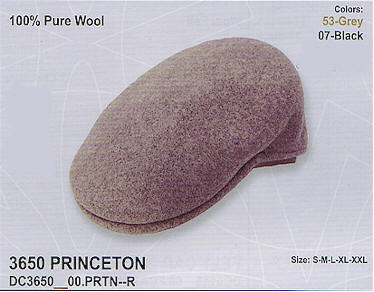 100% Pure Wool
Colors:
53-Grey
07-Black
3650 PRINCETON
DC3650__00.PRTN--R
Size: S-M-L-XL-XXL